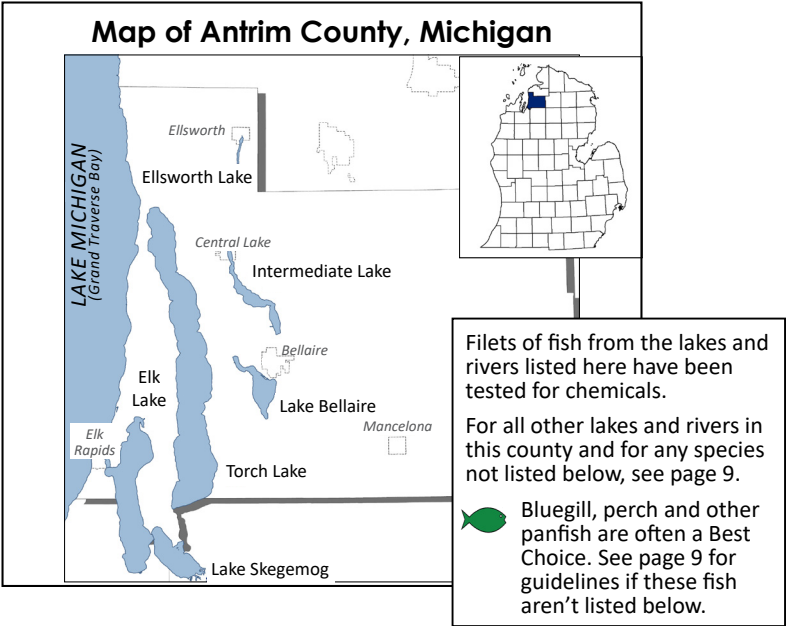 Map of Antrim County, Michigan
LAKE MICHIGAN
(Grand Traverse Bay)
Ellsworth
Ellsworth Lake
Central Lake
Intermediate Lake
Bellaire
Lake Bellaire
Elk
Lake
Elk
Rapids
Mancelona
Torch Lake
Lake Skegemog
Filets of fish from the lakes and
rivers listed here have been
tested for chemicals.
For all other lakes and rivers in
this county and for any species
not listed below, see page 9.
Bluegill, perch and other
panfish are often a Best
Choice. See page 9 for
guidelines if these fish
aren’t listed below.